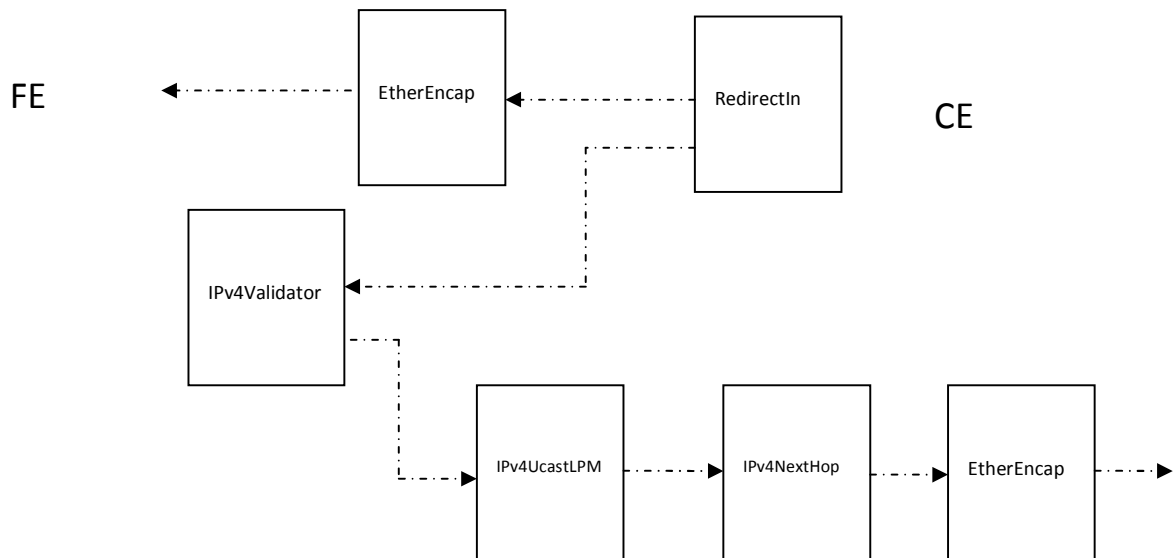 FE
EtherEncap
RedirectIn
CE
IPv4Validator
IPv4UcastLPM
IPv4NextHop
EtherEncap